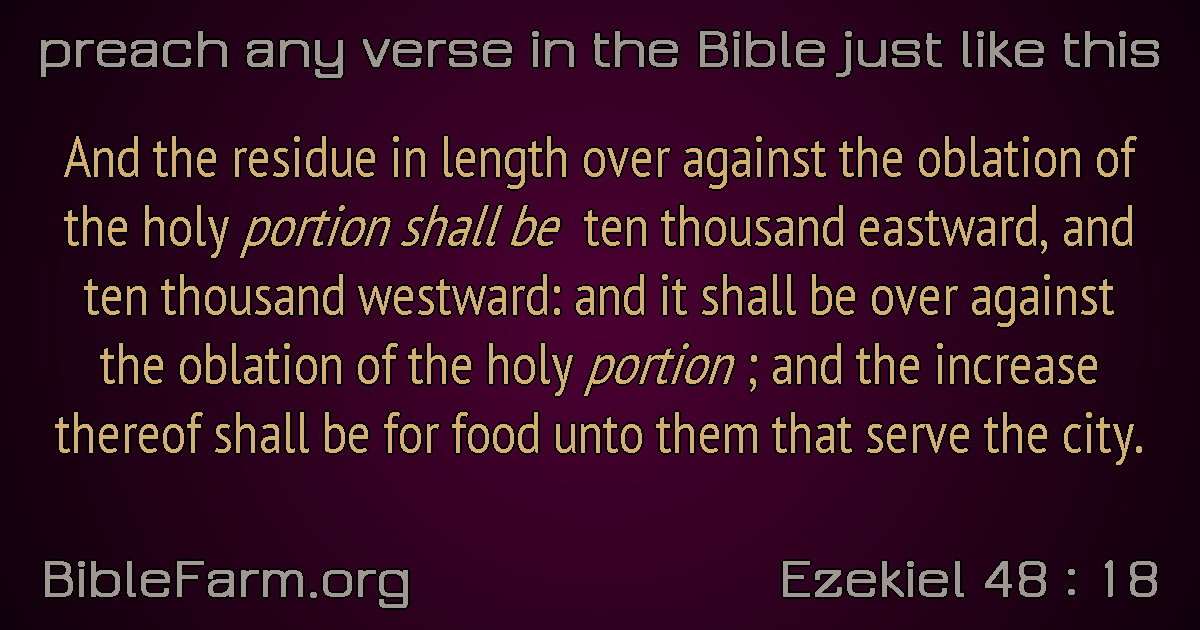 preach any verse in the Bible just like this
And the residue in length over against the oblation of
the holy portion shall be ten thousand eastward, and
ten thousand westward: and it shall be over against
the oblation of the holy portion ; and the increase
thereof shall be for food unto them that serve the city.
BibleFarm.org
Ezekiel 48 : 18